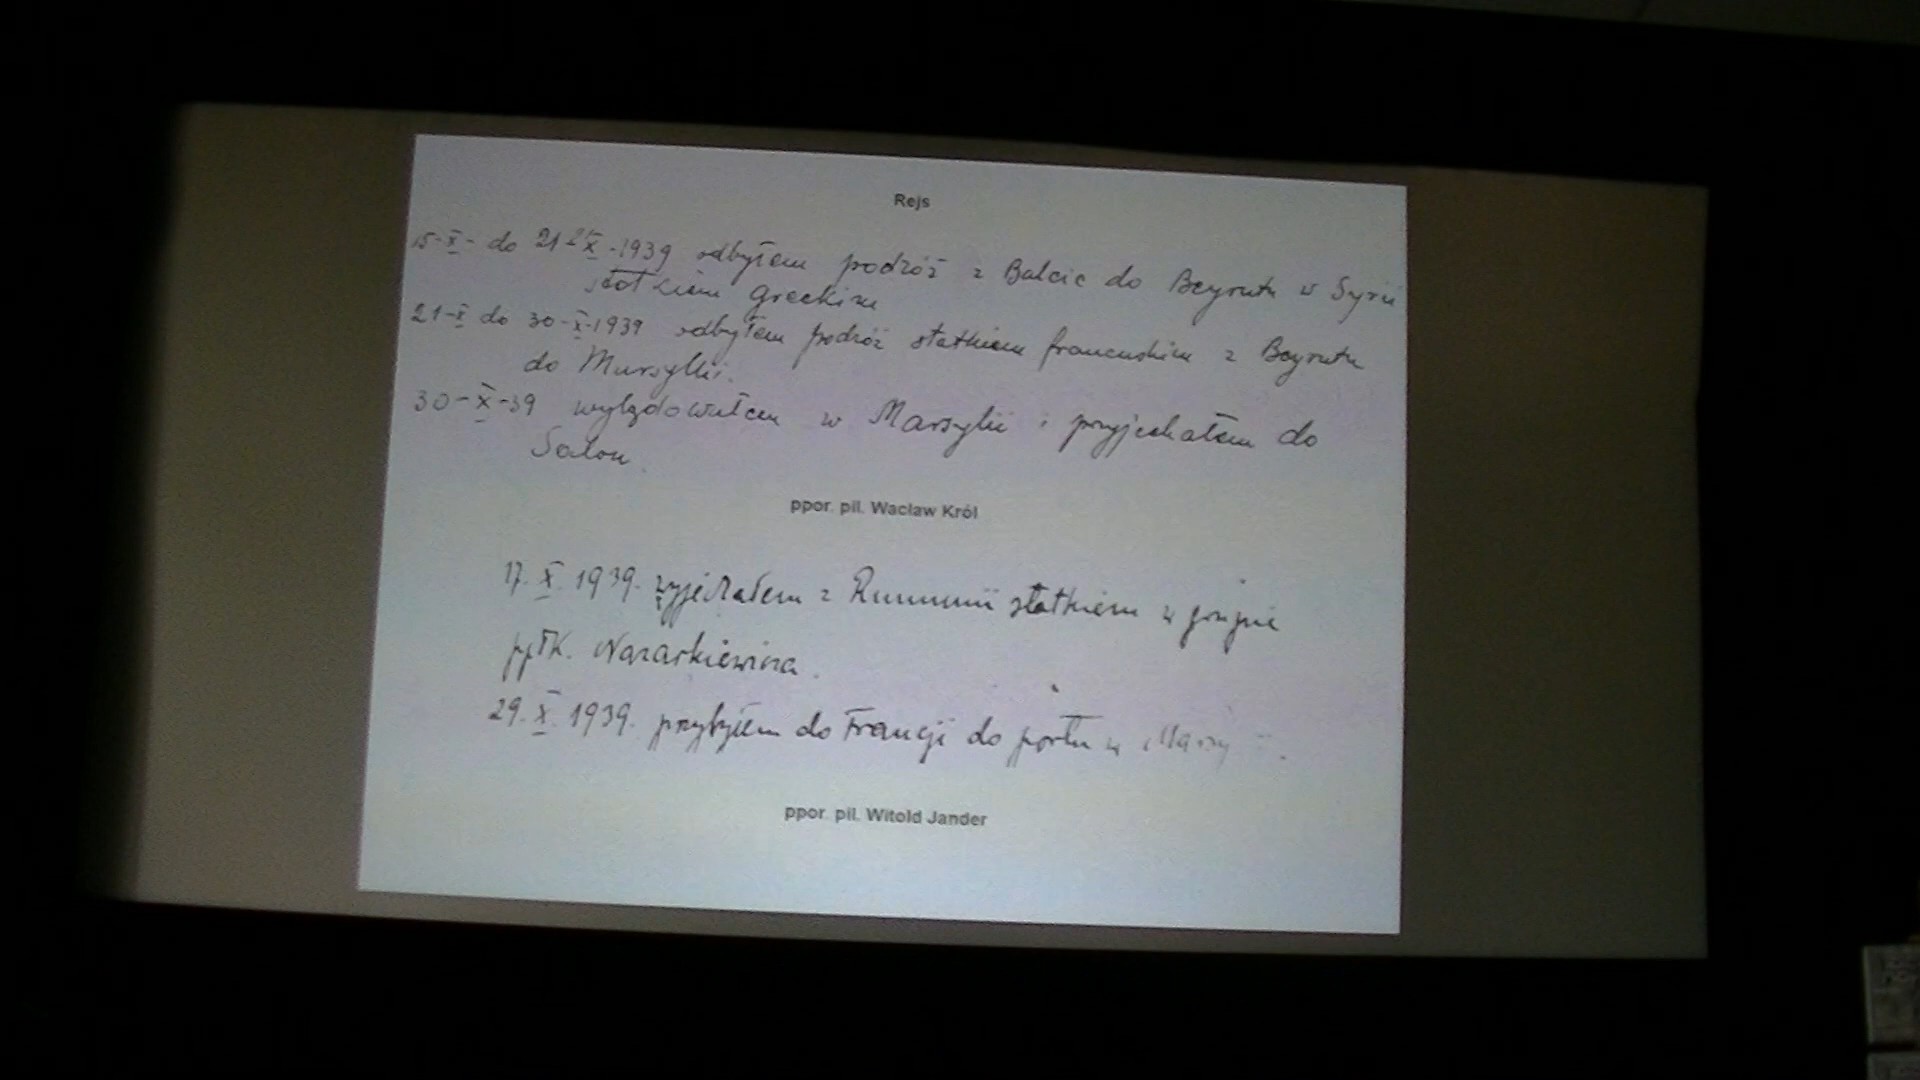 Rejs
15-X- do 21 X-1939 odbyłem podróż z Balcic do Beyrutu w Syrii
statkiem greckim
21-X do 30-X-1939 odbyłem podróż statkiem francuskim z Beyrutu
do Marsylii.
30-X-39 wylądowałem w Marsylii i przyjechałem do
Salon
ppor. pil. Wacław Król
17. X. 1939. wyjechałem z Rumunii statkiem w grupie
ppłk. Nazarkiewicza.
29. X. 1939. przybyłem do Francji do portu w
ppor. pil. Witold Jander